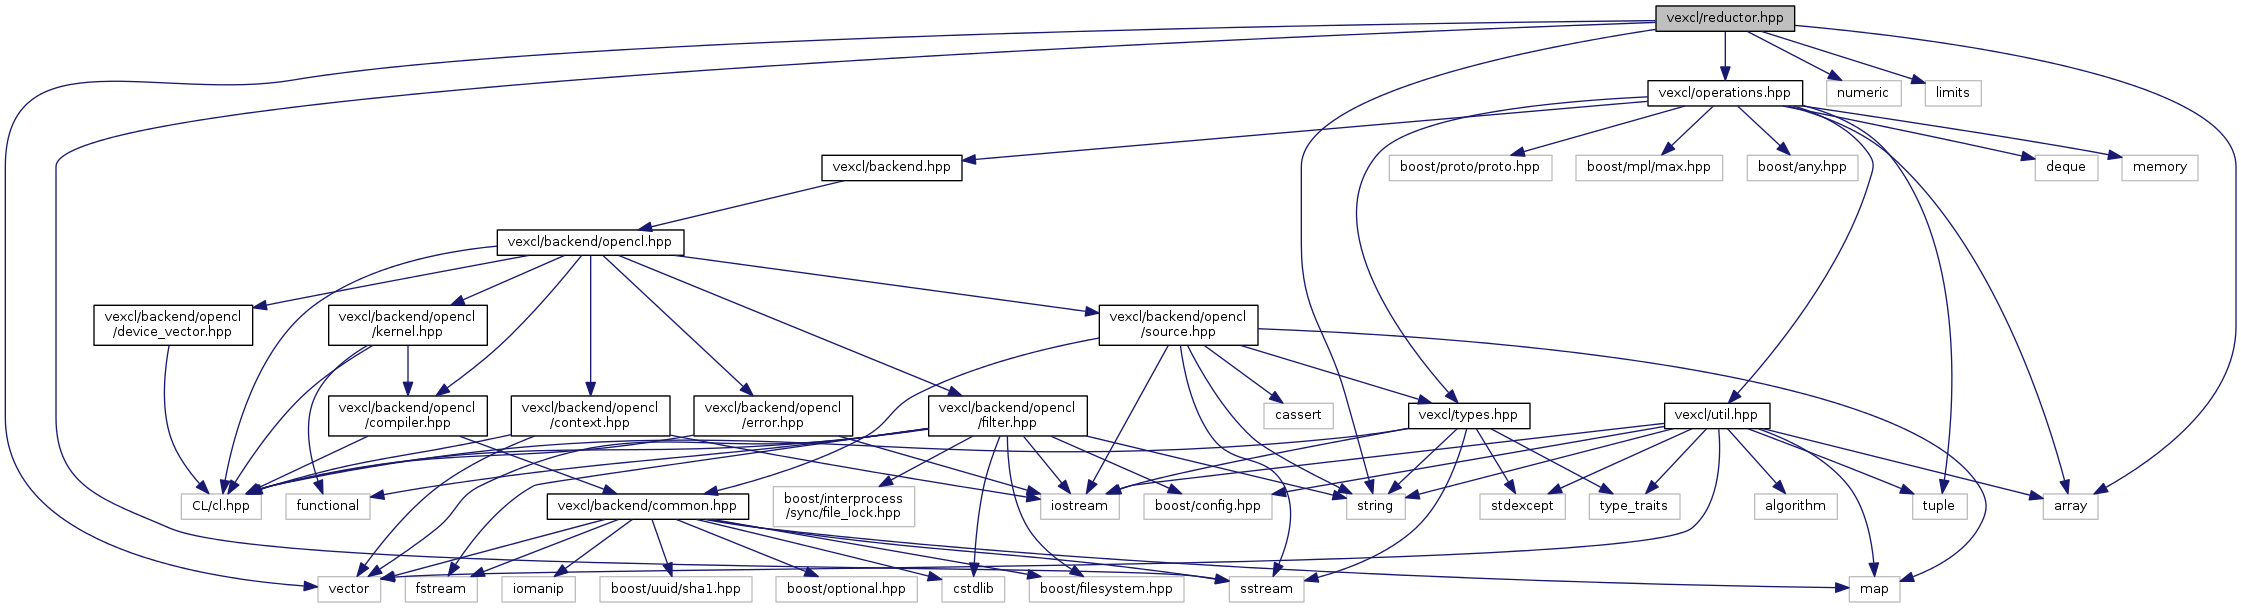 vexcl/reductor.hpp
vexcl/operations.hpp
numeric
limits
vexcl/backend.hpp
boost/proto/proto.hpp
boost/mpl/max.hpp
boost/any.hpp
deque
memory
vexcl/backend/opencl.hpp
vexcl/backend/opencl
/device_vector.hpp
vexcl/backend/opencl
/kernel.hpp
vexcl/backend/opencl
/source.hpp
vexcl/backend/opencl
/compiler.hpp
vexcl/backend/opencl
/context.hpp
vexcl/backend/opencl
/error.hpp
vexcl/backend/opencl
/filter.hpp
cassert
vexcl/types.hpp
vexcl/util.hpp
CL/cl.hpp
functional
vexcl/backend/common.hpp
boost/interprocess
/sync/file_lock.hpp
iostream
boost/config.hpp
string
stdexcept
type_traits
algorithm
tuple
array
vector
fstream
iomanip
boost/uuid/sha1.hpp
boost/optional.hpp
cstdlib
boost/filesystem.hpp
sstream
map